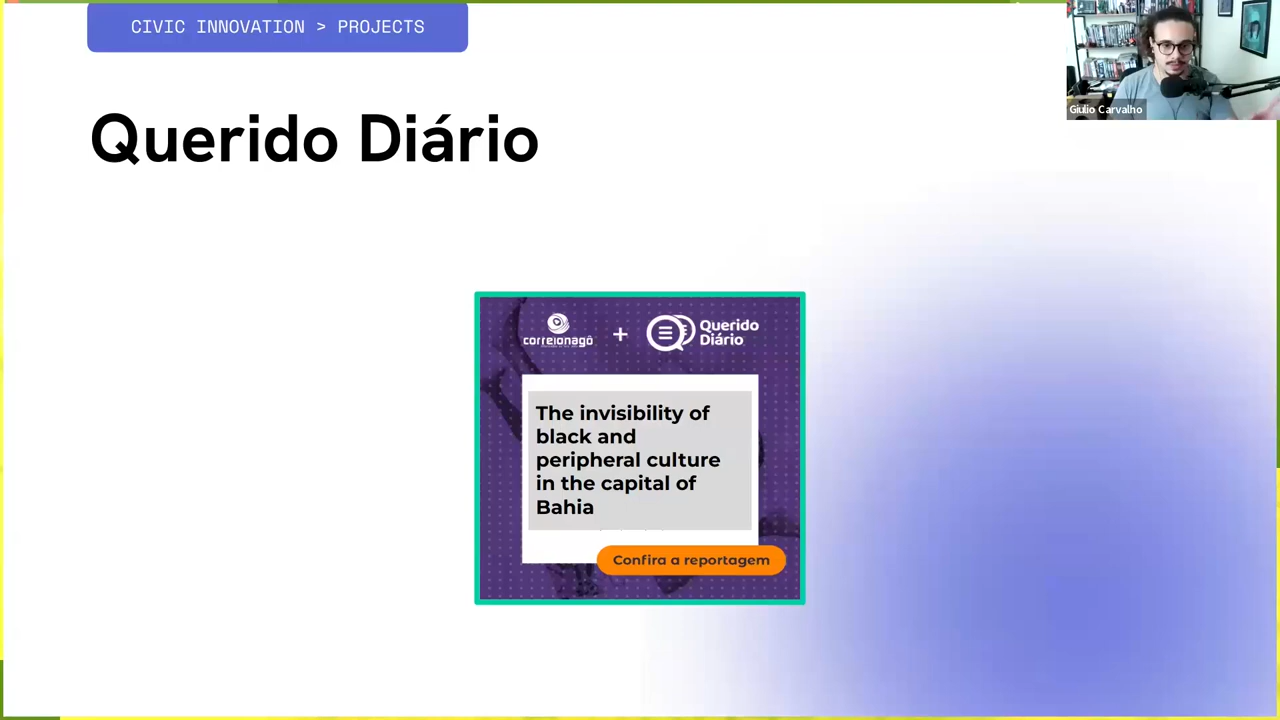 CIVIC INNOVATION > PROJECTS
Giulio Carvalho
Querido Diário
correionagô
+
Querido
Diário
The invisibility of
black and
peripheral culture
in the capital of
Bahia
Confira a reportagem